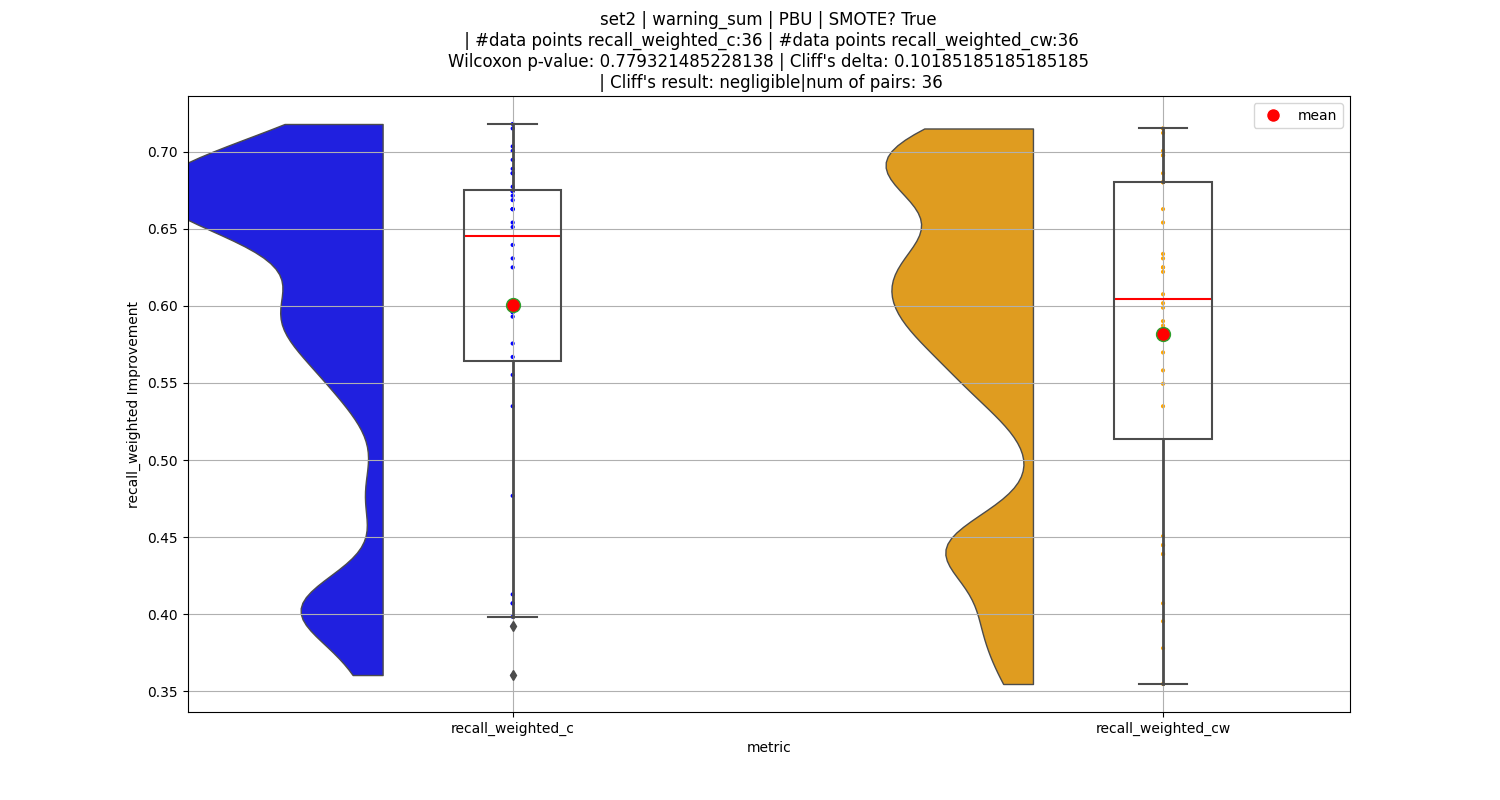 set2 | warning_sum | PBU | SMOTE? True
| #data points recall_weighted_c:36 | #data points recall_weighted_cw:36
Wilcoxon p-value: 0.779321485228138 | Cliff's delta: 0.10185185185185185
| Cliff's result: negligible|num of pairs: 36
mean
0.70
0.65
0.60
0.55
0.50
0.45
0.40
0.35
recall_weighted Improvement
recall_weighted_c
recall_weighted_cw
metric